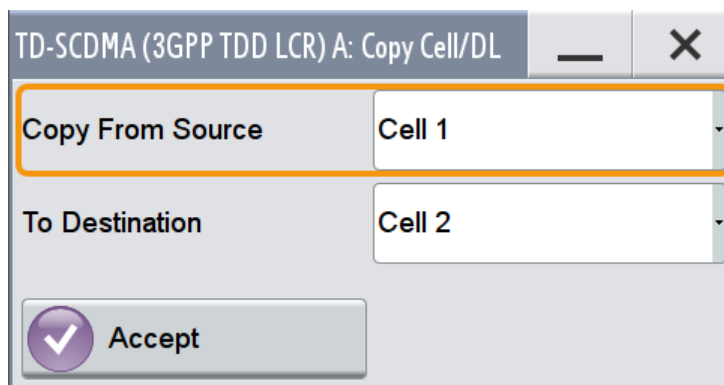 TD-SCDMA (3GPP TDD LCR) A: Copy Cell/DL
Copy From Source Cell 1
To Destination Cell 2
Accept